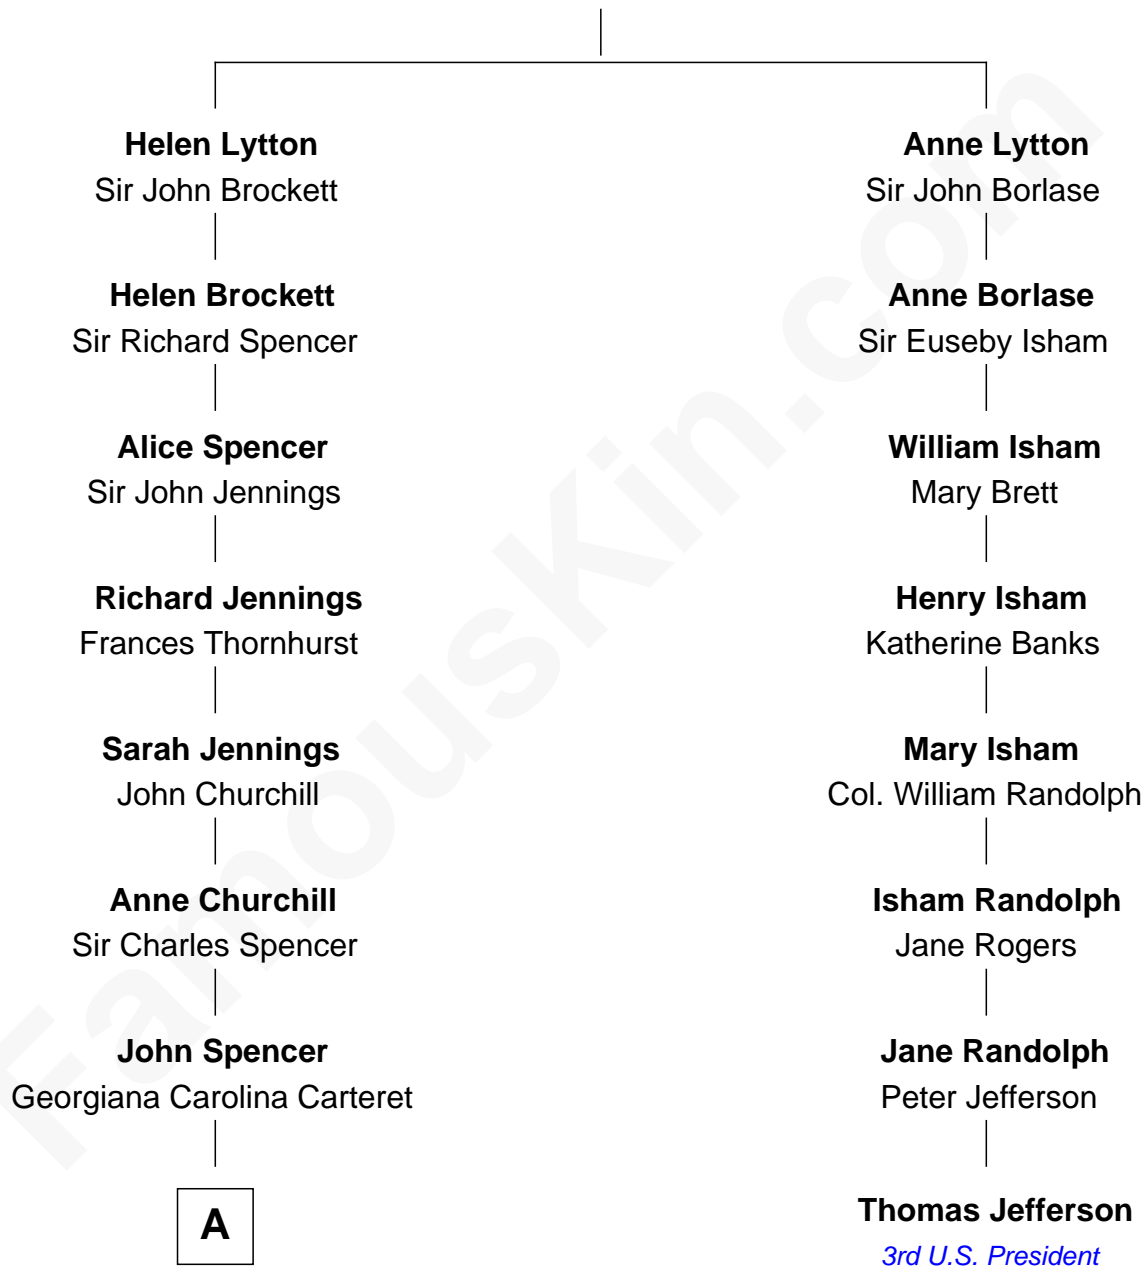 Helen Lytton
Sir John Brockett
Anne Lytton
Sir John Borlase
Helen Brockett
Sir Richard Spencer
Anne Borlase
Sir Euseby Isham
Alice Spencer
Sir John Jennings
William Isham
Mary Brett
Richard Jennings
Frances Thornhurst
Henry Isham
Katherine Banks
Sarah Jennings
John Churchill
Mary Isham
Col. William Randolph
Anne Churchill
Sir Charles Spencer
Isham Randolph
Jane Rogers
John Spencer
Georgiana Carolina Carteret
Jane Randolph
Peter Jefferson
A
Thomas Jefferson
3rd U.S. President
FamousKin.com